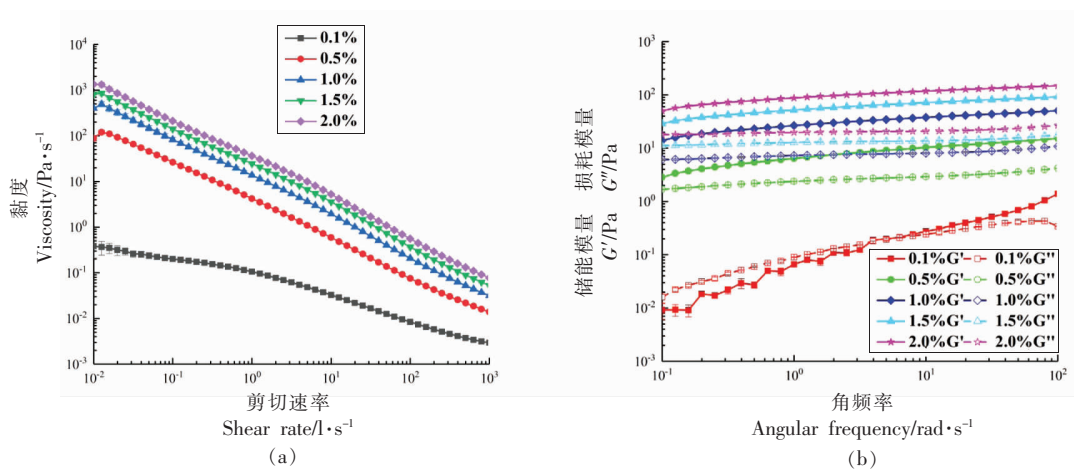 黏度
Viscosity/Pa·s⁻¹
10⁴
10³
10²
10¹
10⁰
10⁻¹
10⁻²
10⁻³
0.1%
0.5%
1.0%
1.5%
2.0%
10⁻² 10⁻¹ 10⁰ 10¹ 10² 10³
剪切速率
Shear rate/l·s⁻¹
(a)
储能模量 损耗模量
G′/Pa G″/Pa
10³
10²
10¹
10⁰
10⁻¹
10⁻²
10⁻³
0.1%G' 0.1%G"
0.5%G' 0.5%G"
1.0%G' 1.0%G"
1.5%G' 1.5%G"
2.0%G' 2.0%G"
10⁻¹ 10⁰ 10¹ 10²
角频率
Angular frequency/rad·s⁻¹
(b)